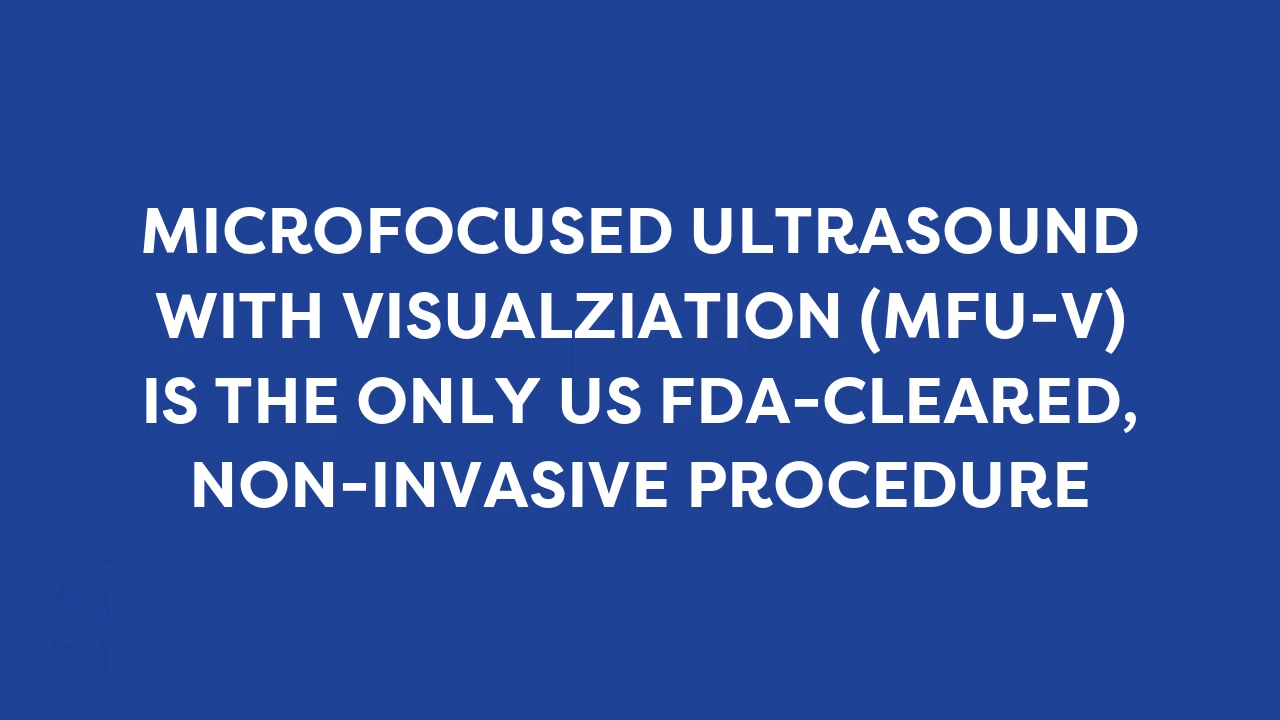 MICROFOCUSED ULTRASOUND
WITH VISUALZIATION (MFU-V)
IS THE ONLY US FDA-CLEARED,
NON-INVASIVE PROCEDURE